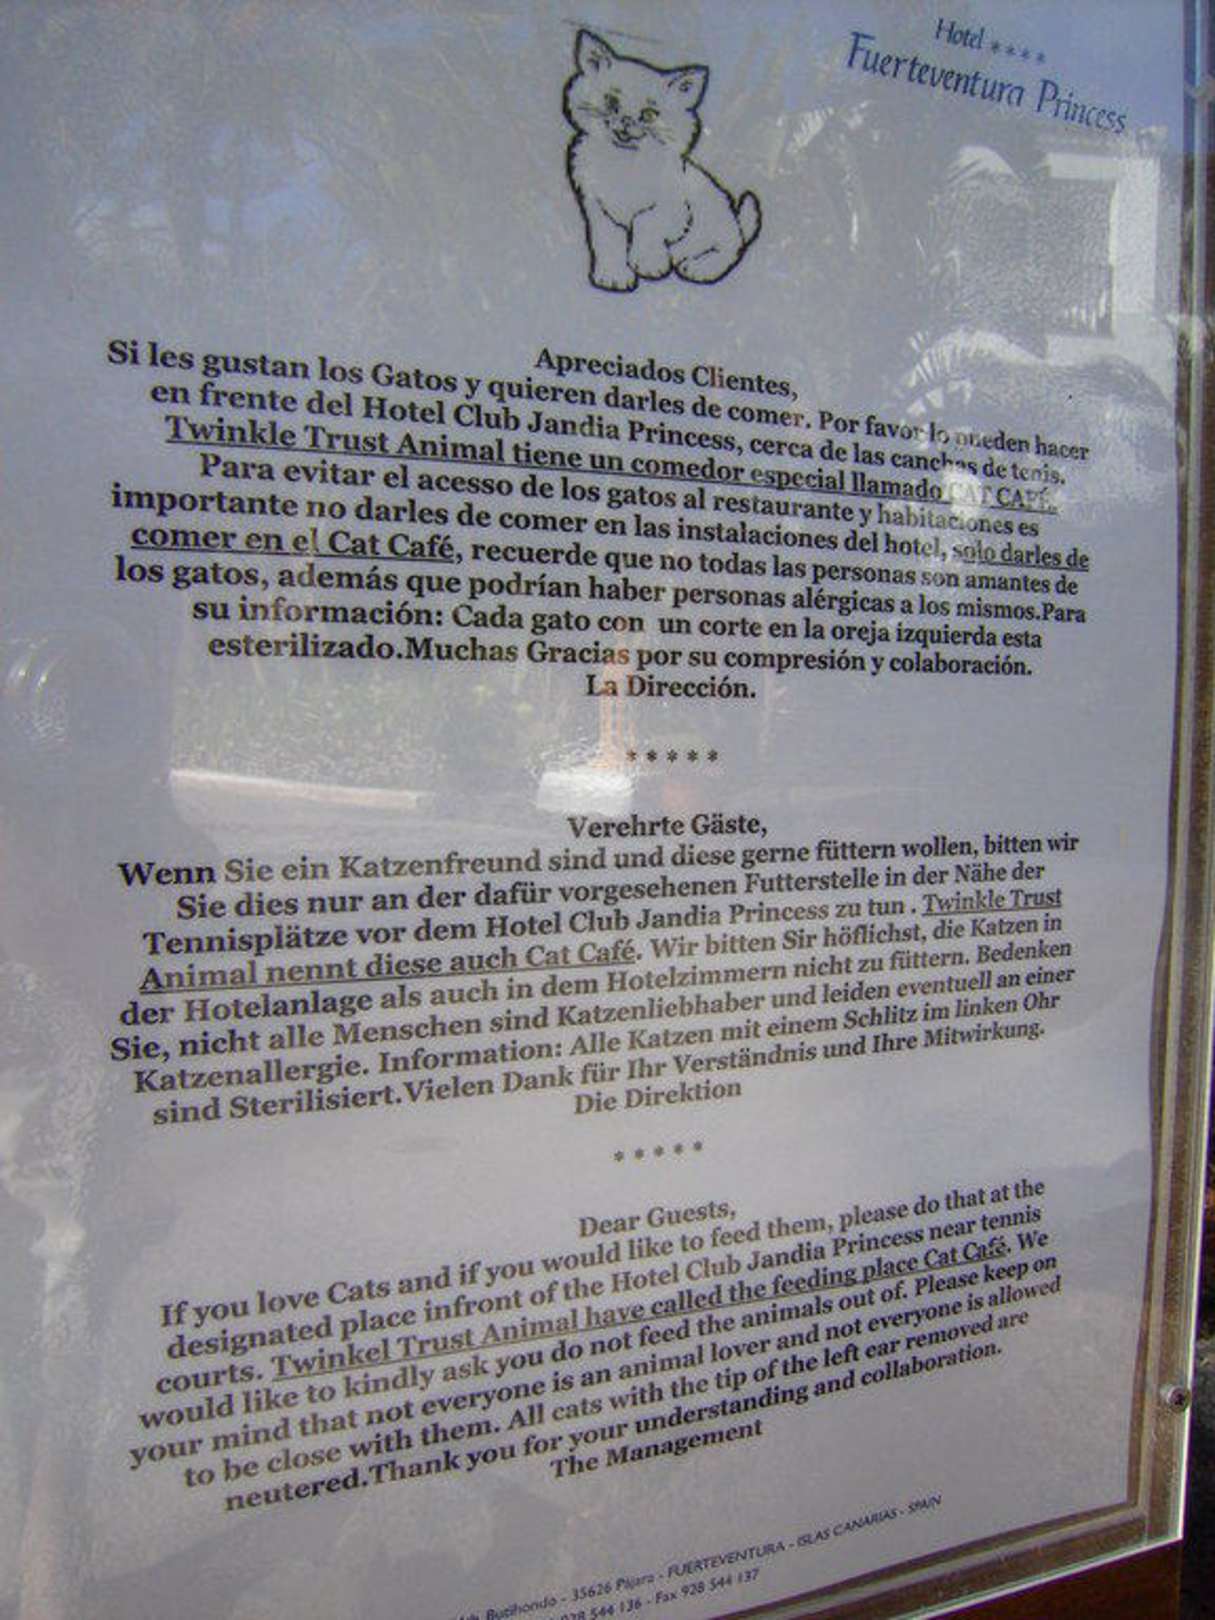 Hotel ****
Fuerteventura Princess
Apreciados Clientes,
Si les gustan los Gatos y quieren darles de comer. Por favor lo pueden hacer
en frente del Hotel Club Jandia Princess, cerca de las canchas de tenis.
Twinkle Trust Animal tiene un comedor especial llamado CAT CAFÉ.
Para evitar el acesso de los gatos al restaurante y habitaciones es
importante no darles de comer en las instalaciones del hotel, solo darles de
comer en el Cat Café, recuerde que no todas las personas son amantes de
los gatos, además que podrían haber personas alérgicas a los mismos.Para
su información: Cada gato con un corte en la oreja izquierda esta
esterilizado.Muchas Gracias por su compresión y colaboración.
La Dirección.
*****
Verehrte Gäste,
Wenn Sie ein Katzenfreund sind und diese gerne füttern wollen, bitten wir
Sie dies nur an der dafür vorgesehenen Futterstelle in der Nähe der
Tennisplätze vor dem Hotel Club Jandia Princess zu tun . Twinkle Trust
Animal nennt diese auch Cat Café. Wir bitten Sir höflichst, die Katzen in
der Hotelanlage als auch in dem Hotelzimmern nicht zu füttern. Bedenken
Sie, nicht alle Menschen sind Katzenliebhaber und leiden eventuell an einer
Katzenallergie. Information: Alle Katzen mit einem Schlitz im linken Ohr
sind Sterilisiert.Vielen Dank für Ihr Verständnis und Ihre Mitwirkung.
Die Direktion
*****
Dear Guests,
If you love Cats and if you would like to feed them, please do that at the
designated place infront of the Hotel Club Jandia Princess near tennis
courts. Twinkel Trust Animal have called the feeding place Cat Café. We
would like to kindly ask you do not feed the animals out of. Please keep on
your mind that not everyone is an animal lover and not everyone is allowed
to be close with them. All cats with the tip of the left ear removed are
neutered.Thank you for your understanding and collaboration.
The Management
Butihondo - 35626 Pájara - FUERTEVENTURA - ISLAS CANARIAS - SPAIN
928 544 136 - Fax 928 544 137